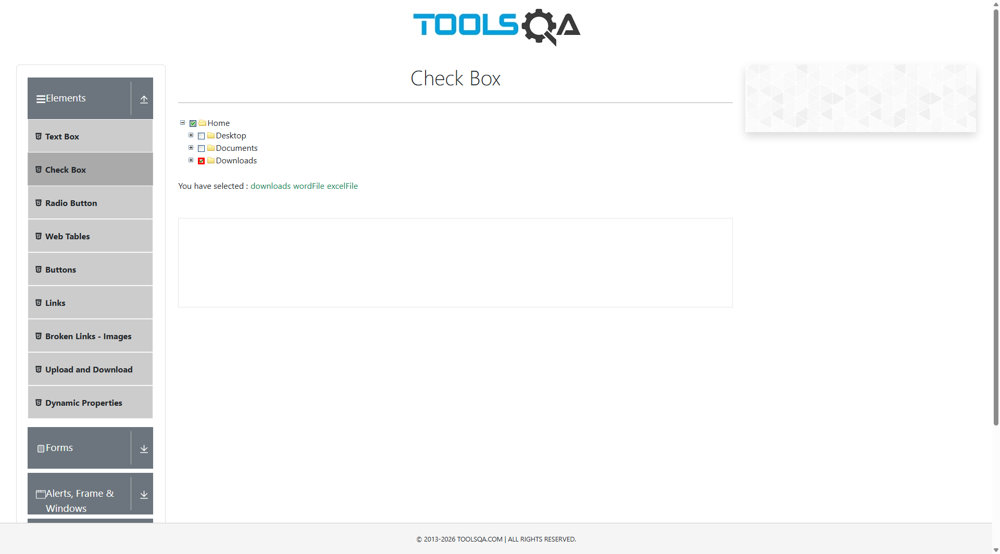 TOOLSQA
Check Box
Elements
Text Box
Check Box
Radio Button
Web Tables
Buttons
Links
Broken Links - Images
Upload and Download
Dynamic Properties
Forms
Alerts, Frame &
Windows
Home
Desktop
Documents
Downloads
You have selected : downloads wordFile excelFile
© 2013-2026 TOOLSQA.COM | ALL RIGHTS RESERVED.